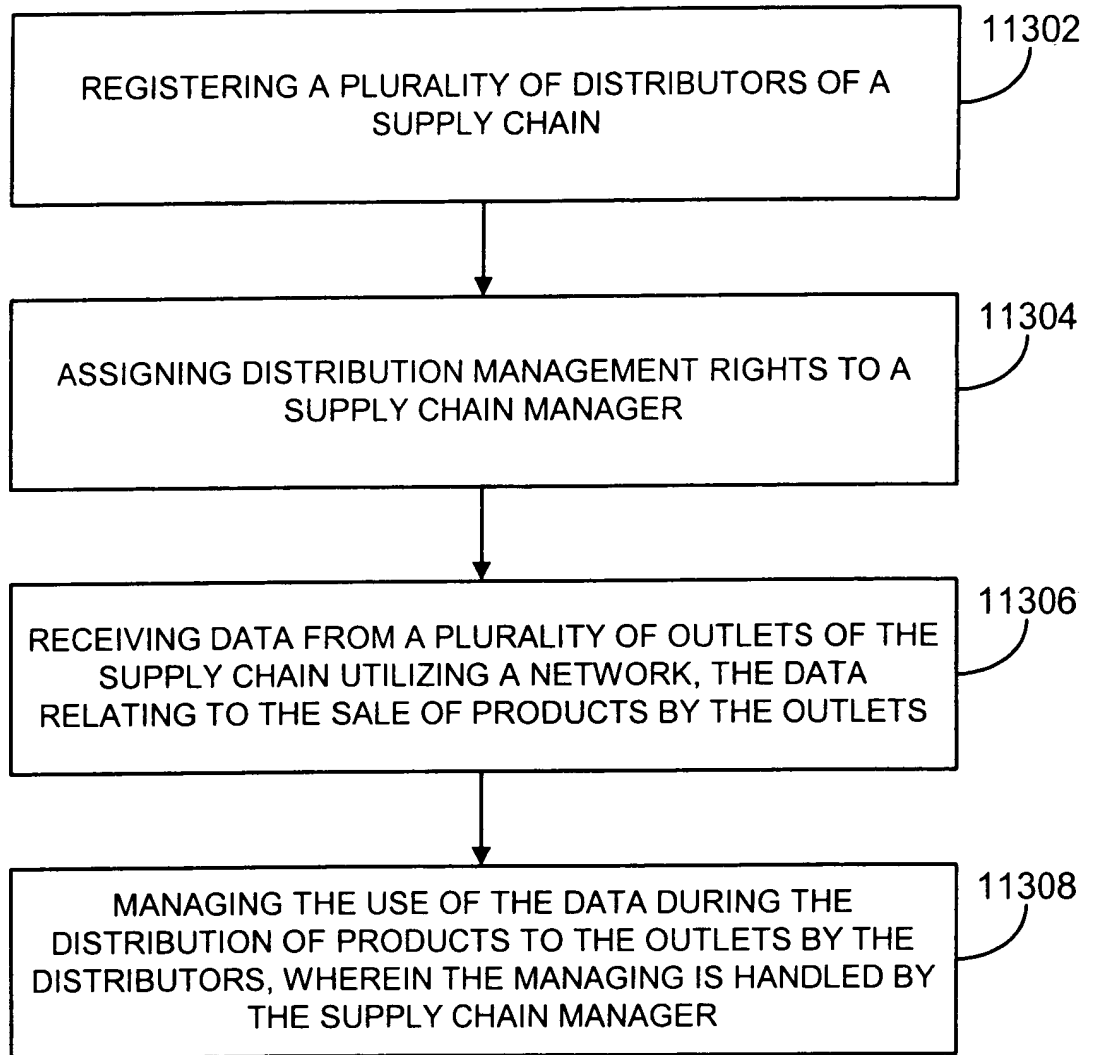 11302
REGISTERING A PLURALITY OF DISTRIBUTORS OF A
SUPPLY CHAIN
11304
ASSIGNING DISTRIBUTION MANAGEMENT RIGHTS TO A
SUPPLY CHAIN MANAGER
11306
RECEIVING DATA FROM A PLURALITY OF OUTLETS OF THE
SUPPLY CHAIN UTILIZING A NETWORK, THE DATA
RELATING TO THE SALE OF PRODUCTS BY THE OUTLETS
11308
MANAGING THE USE OF THE DATA DURING THE
DISTRIBUTION OF PRODUCTS TO THE OUTLETS BY THE
DISTRIBUTORS, WHEREIN THE MANAGING IS HANDLED BY
THE SUPPLY CHAIN MANAGER